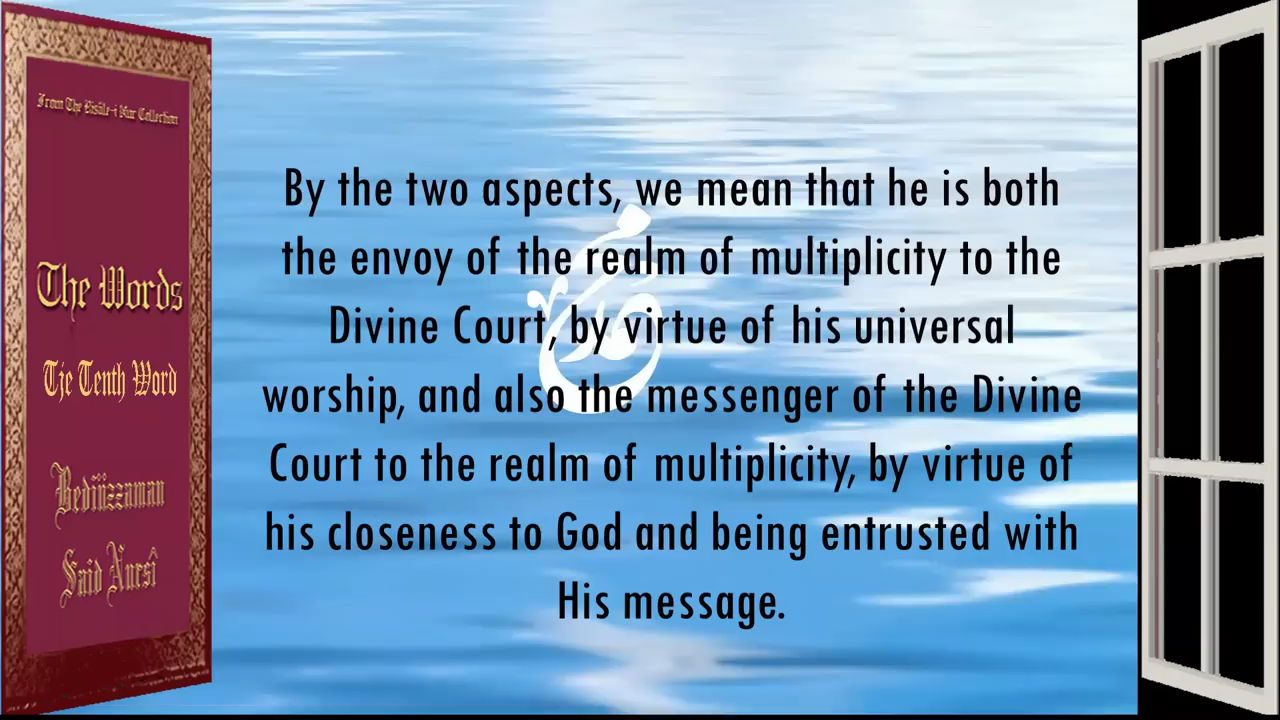 From The Risâle-i Nur Collection
The Words
Tje Tenth Word
Bediüzzaman
Said Nursî
By the two aspects, we mean that he is both
the envoy of the realm of multiplicity to the
Divine Court, by virtue of his universal
worship, and also the messenger of the Divine
Court to the realm of multiplicity, by virtue of
his closeness to God and being entrusted with
His message.